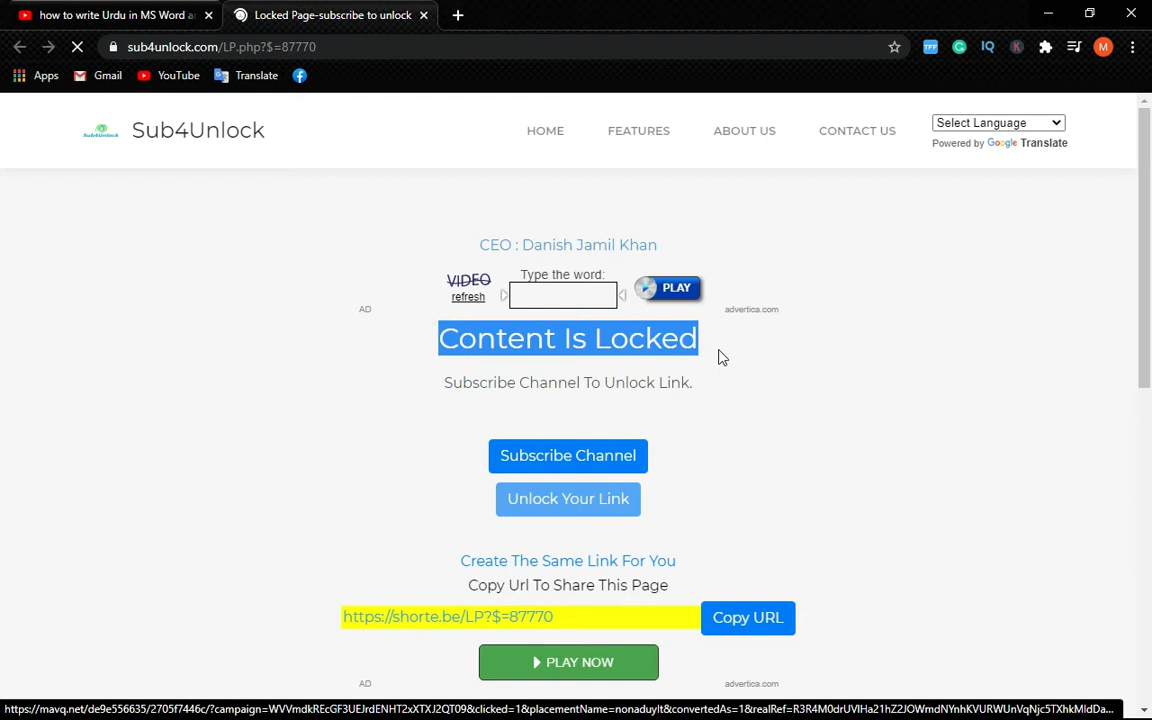 how to write Urdu in MS Word a
Locked Page-subscribe to unlock
sub4unlock.com/LP.php?$=87770
TFF
IQ
K
M
Apps
Gmail
YouTube
Translate
Sub4Unlock
Sub4Unlock
HOME
FEATURES
ABOUT US
CONTACT US
Select Language
Powered by Google Translate
CEO : Danish Jamil Khan
VIDEO
refresh
Type the word:
PLAY
AD
advertica.com
Content Is Locked
Subscribe Channel To Unlock Link.
Subscribe Channel
Unlock Your Link
Create The Same Link For You
Copy Url To Share This Page
https://shorte.be/LP?$=87770
Copy URL
PLAY NOW
AD
advertica.com